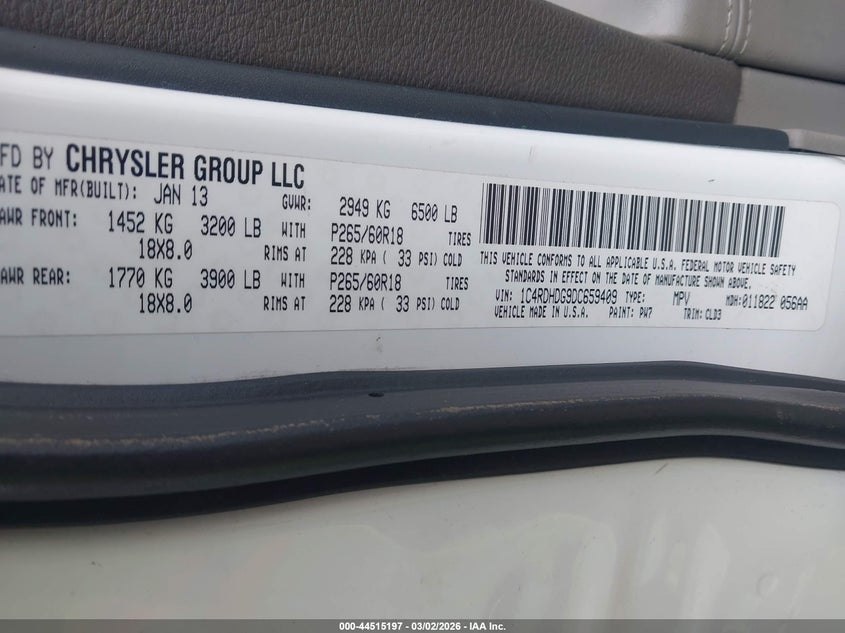 FD BY CHRYSLER GROUP LLC
ATE OF MFR(BUILT): JAN 13 GVWR: 2949 KG 6500 LB
AWR FRONT: 1452 KG 3200 LB WITH P265/60R18 TIRES
18X8.0 RIMS AT 228 KPA ( 33 PSI) COLD
AWR REAR: 1770 KG 3900 LB WITH P265/60R18 TIRES
18X8.0 RIMS AT 228 KPA ( 33 PSI) COLD
THIS VEHICLE CONFORMS TO ALL APPLICABLE U.S.A. FEDERAL MOTOR VEHICLE SAFETY
STANDARDS IN EFFECT ON THE DATE OF MANUFACTURE SHOWN ABOVE.
VIN: 1C4RDHDG9DC659409 TYPE: MPV MDH: 011822 056AA
VEHICLE MADE IN U.S.A. PAINT: PW7 TRIM: CLD3
000-44515197 - 03/02/2026 - IAA Inc.